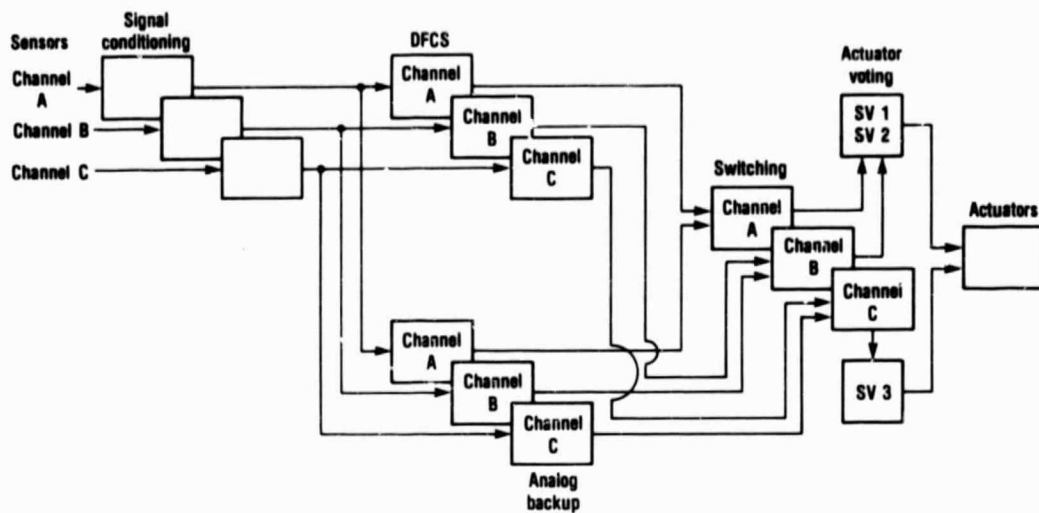 Sensors
Signal
conditioning
Channel
A
Channel B
Channel C
DFCS
Channel
A
Channel
B
Channel
C
Switching
Channel
A
Channel
B
Channel
C
Actuator
voting
SV 1
SV 2
SV 3
Actuators
Channel
A
Channel
B
Channel
C
Analog
backup